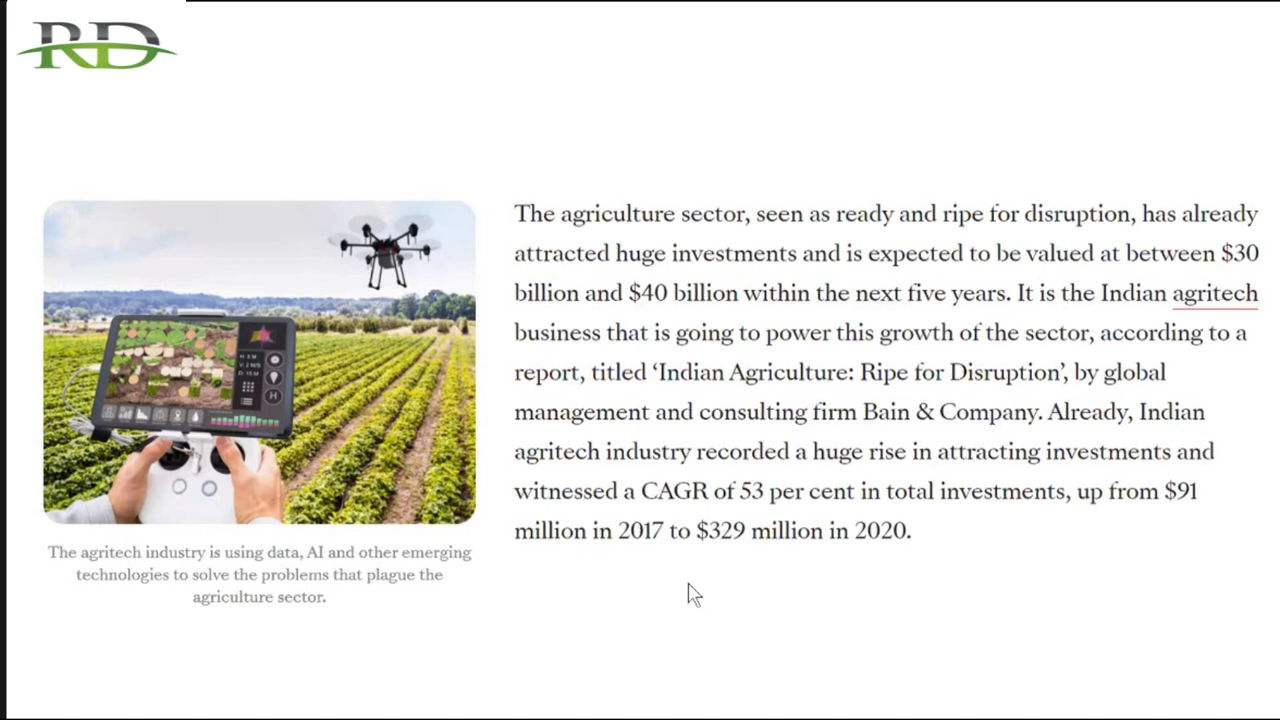 RD
The agriculture sector, seen as ready and ripe for disruption, has already
attracted huge investments and is expected to be valued at between $30
billion and $40 billion within the next five years. It is the Indian agritech
business that is going to power this growth of the sector, according to a
report, titled ‘Indian Agriculture: Ripe for Disruption’, by global
management and consulting firm Bain & Company. Already, Indian
agritech industry recorded a huge rise in attracting investments and
witnessed a CAGR of 53 per cent in total investments, up from $91
million in 2017 to $329 million in 2020.
H
The agritech industry is using data, AI and other emerging
technologies to solve the problems that plague the
agriculture sector.